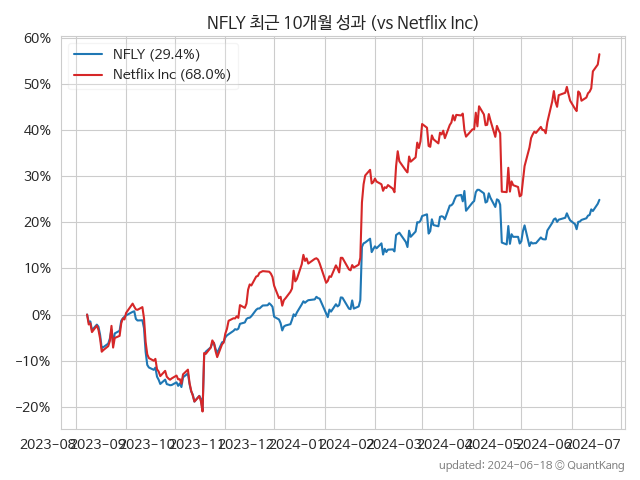 NFLY 최근 10개월 성과 (vs Netflix Inc)
NFLY (29.4%)
Netflix Inc (68.0%)
60%
50%
40%
30%
20%
10%
0%
−10%
−20%
2023-08 2023-09 2023-10 2023-11 2023-12 2024-01 2024-02 2024-03 2024-04 2024-05 2024-06 2024-07
updated: 2024-06-18 © QuantKang